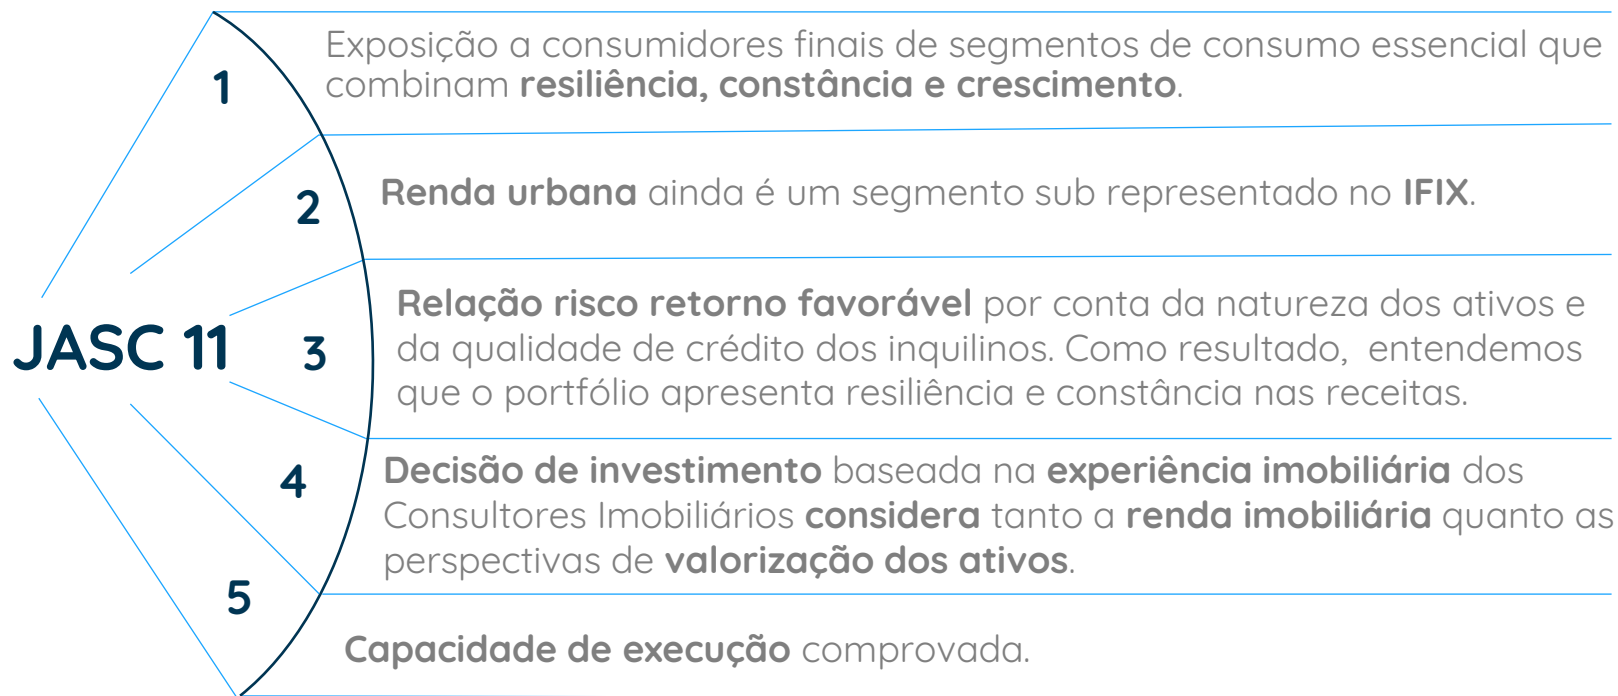 1
Exposição a consumidores finais de segmentos de consumo essencial que
combinam resiliência, constância e crescimento.
2
Renda urbana ainda é um segmento sub representado no IFIX.
JASC 11
3
Relação risco retorno favorável por conta da natureza dos ativos e
da qualidade de crédito dos inquilinos. Como resultado, entendemos
que o portfólio apresenta resiliência e constância nas receitas.
4
Decisão de investimento baseada na experiência imobiliária dos
Consultores Imobiliários considera tanto a renda imobiliária quanto as
perspectivas de valorização dos ativos.
5
Capacidade de execução comprovada.